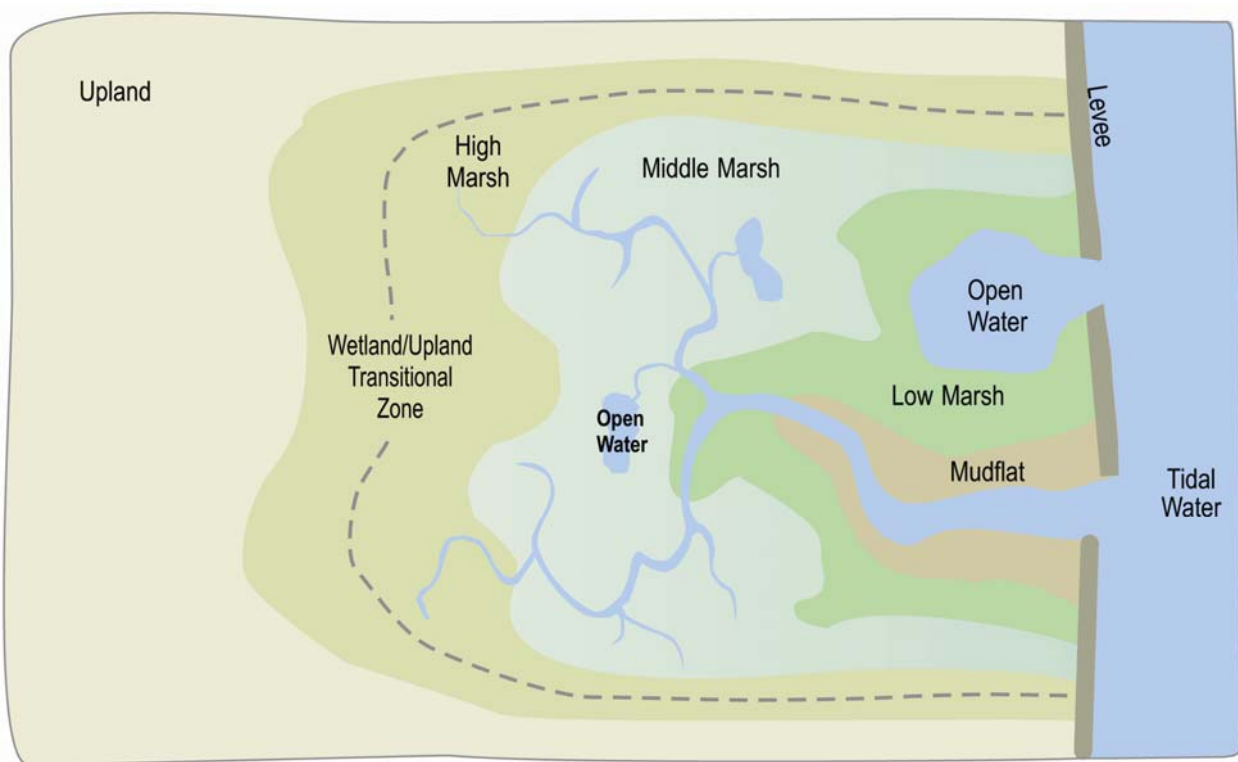 Upland
Levee
High
Marsh
Middle Marsh
Open
Water
Wetland/Upland
Transitional
Zone
Low Marsh
Open
Water
Mudflat
Tidal
Water